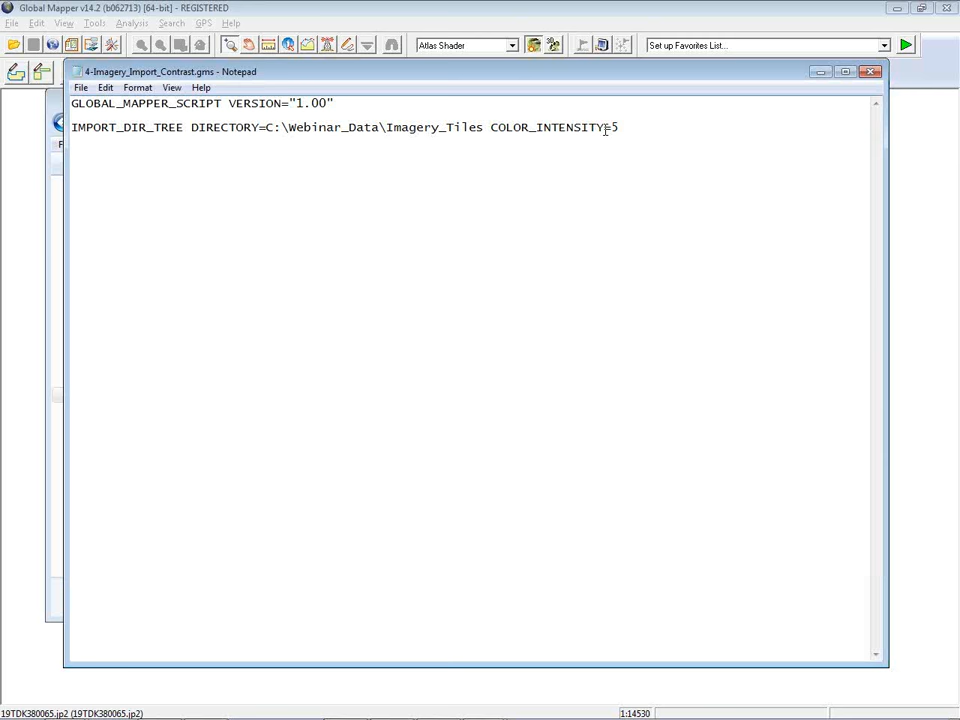 Global Mapper v14.2 (b062713) [64-bit] - REGISTERED
File Edit View Tools Analysis Search GPS Help
Atlas Shader
Set up Favorites List...
4-Imagery_Import_Contrast.gms - Notepad
File Edit Format View Help
GLOBAL_MAPPER_SCRIPT VERSION="1.00"
IMPORT_DIR_TREE DIRECTORY=C:\Webinar_Data\Imagery_Tiles COLOR_INTENSITY=5
F
19TDK380065.jp2 (19TDK380065.jp2)
1:14530